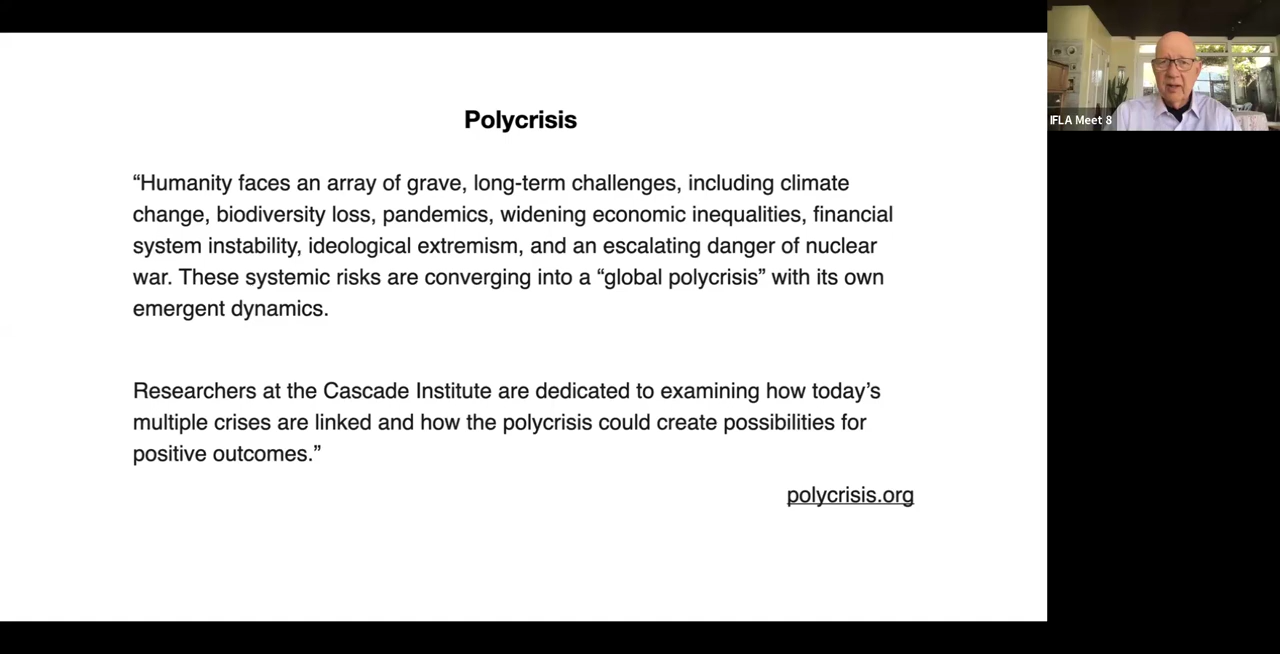 Polycrisis
“Humanity faces an array of grave, long-term challenges, including climate
change, biodiversity loss, pandemics, widening economic inequalities, financial
system instability, ideological extremism, and an escalating danger of nuclear
war. These systemic risks are converging into a “global polycrisis” with its own
emergent dynamics.
Researchers at the Cascade Institute are dedicated to examining how today’s
multiple crises are linked and how the polycrisis could create possibilities for
positive outcomes.”
polycrisis.org
IFLA Meet 8